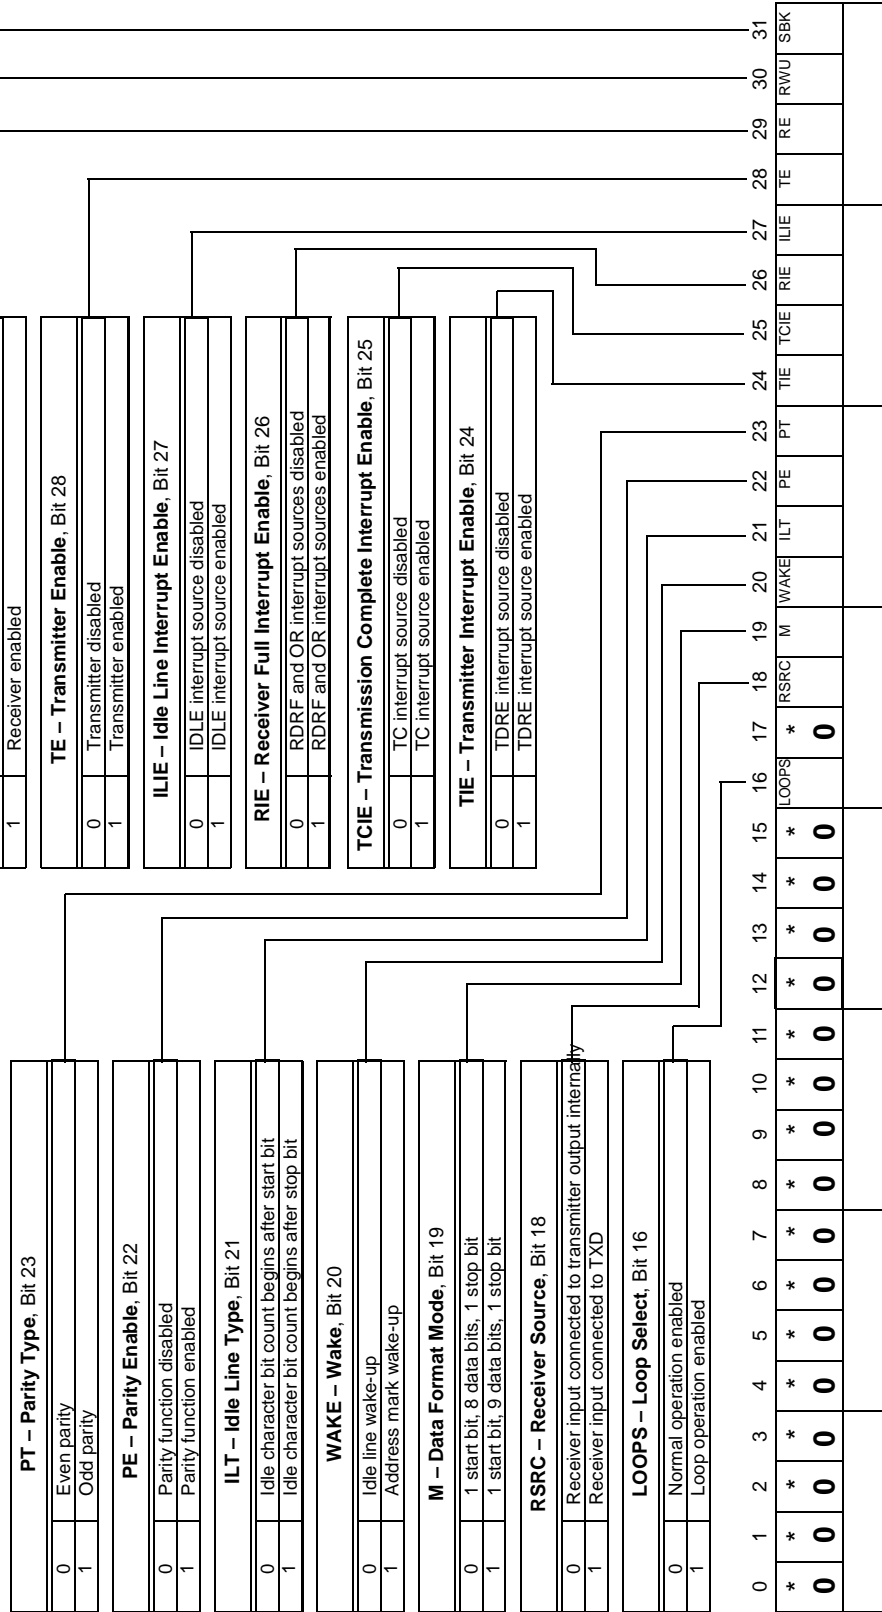 1 Receiver enabled
TE – Transmitter Enable, Bit 28
0 Transmitter disabled
1 Transmitter enabled
ILIE – Idle Line Interrupt Enable, Bit 27
0 IDLE interrupt source disabled
1 IDLE interrupt source enabled
RIE – Receiver Full Interrupt Enable, Bit 26
0 RDRF and OR interrupt sources disabled
1 RDRF and OR interrupt sources enabled
TCIE – Transmission Complete Interrupt Enable, Bit 25
0 TC interrupt source disabled
1 TC interrupt source enabled
TIE – Transmitter Interrupt Enable, Bit 24
0 TDRE interrupt source disabled
1 TDRE interrupt source enabled
PT – Parity Type, Bit 23
0 Even parity
1 Odd parity
PE – Parity Enable, Bit 22
0 Parity function disabled
1 Parity function enabled
ILT – Idle Line Type, Bit 21
0 Idle character bit count begins after start bit
1 Idle character bit count begins after stop bit
WAKE – Wake, Bit 20
0 Idle line wake-up
1 Address mark wake-up
M – Data Format Mode, Bit 19
0 1 start bit, 8 data bits, 1 stop bit
1 1 start bit, 9 data bits, 1 stop bit
RSRC – Receiver Source, Bit 18
0 Receiver input connected to transmitter output internally
1 Receiver input connected to TXD
LOOPS – Loop Select, Bit 16
0 Normal operation enabled
1 Loop operation enabled
0 1 2 3 4 5 6 7 8 9 10 11 12 13 14 15 16 17 18 19 20 21 22 23 24 25 26 27 28 29 30 31
* * * * * * * * * * * * * * * * LOOPS * RSRC M WAKE ILT PE PT TIE TCIE RIE ILIE TE RE RWU SBK
0 0 0 0 0 0 0 0 0 0 0 0 0 0 0 0 0